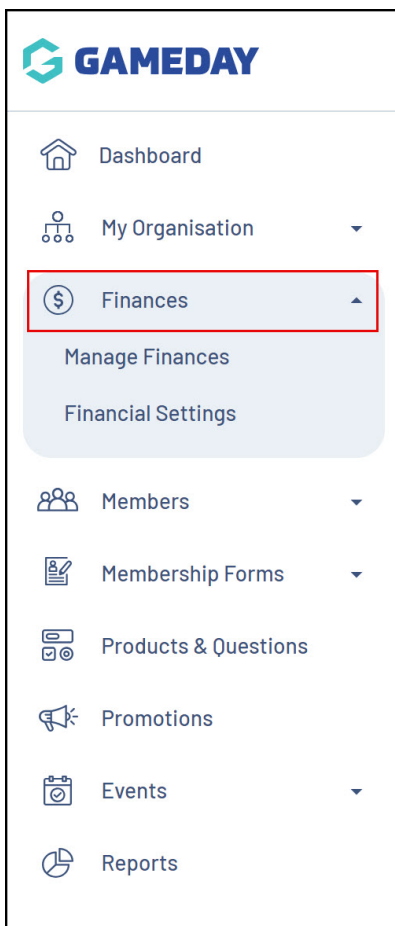 GAMEDAY
Dashboard
My Organisation
Finances
Manage Finances
Financial Settings
Members
Membership Forms
Products & Questions
Promotions
Events
Reports